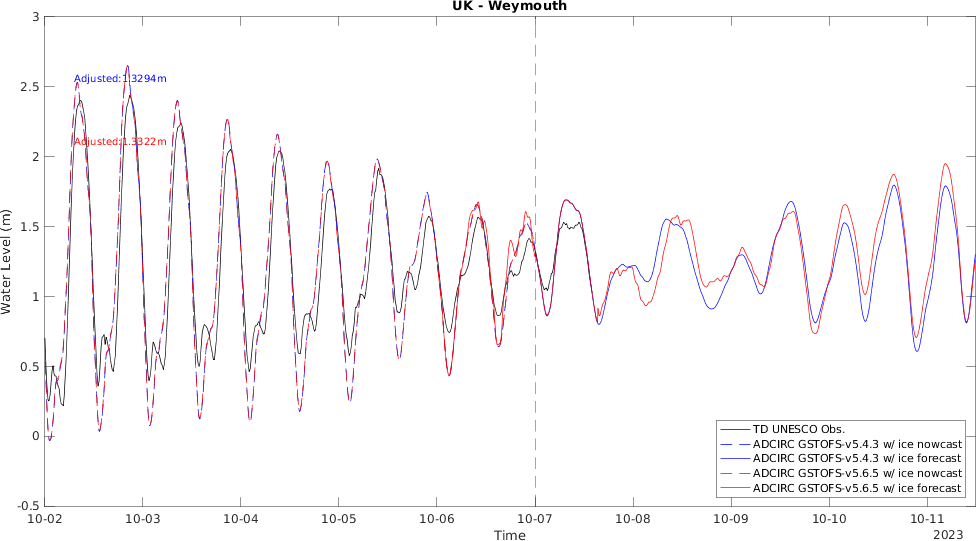 UK - Weymouth
3
2.5
2
1.5
1
0.5
0
-0.5
Water Level (m)
Adjusted:1.3294m
Adjusted:1.3322m
TD UNESCO Obs.
ADCIRC GSTOFS-v5.4.3 w/ ice nowcast
ADCIRC GSTOFS-v5.4.3 w/ ice forecast
ADCIRC GSTOFS-v5.6.5 w/ ice nowcast
ADCIRC GSTOFS-v5.6.5 w/ ice forecast
10-02 10-03 10-04 10-05 10-06 10-07 10-08 10-09 10-10 10-11
Time
2023